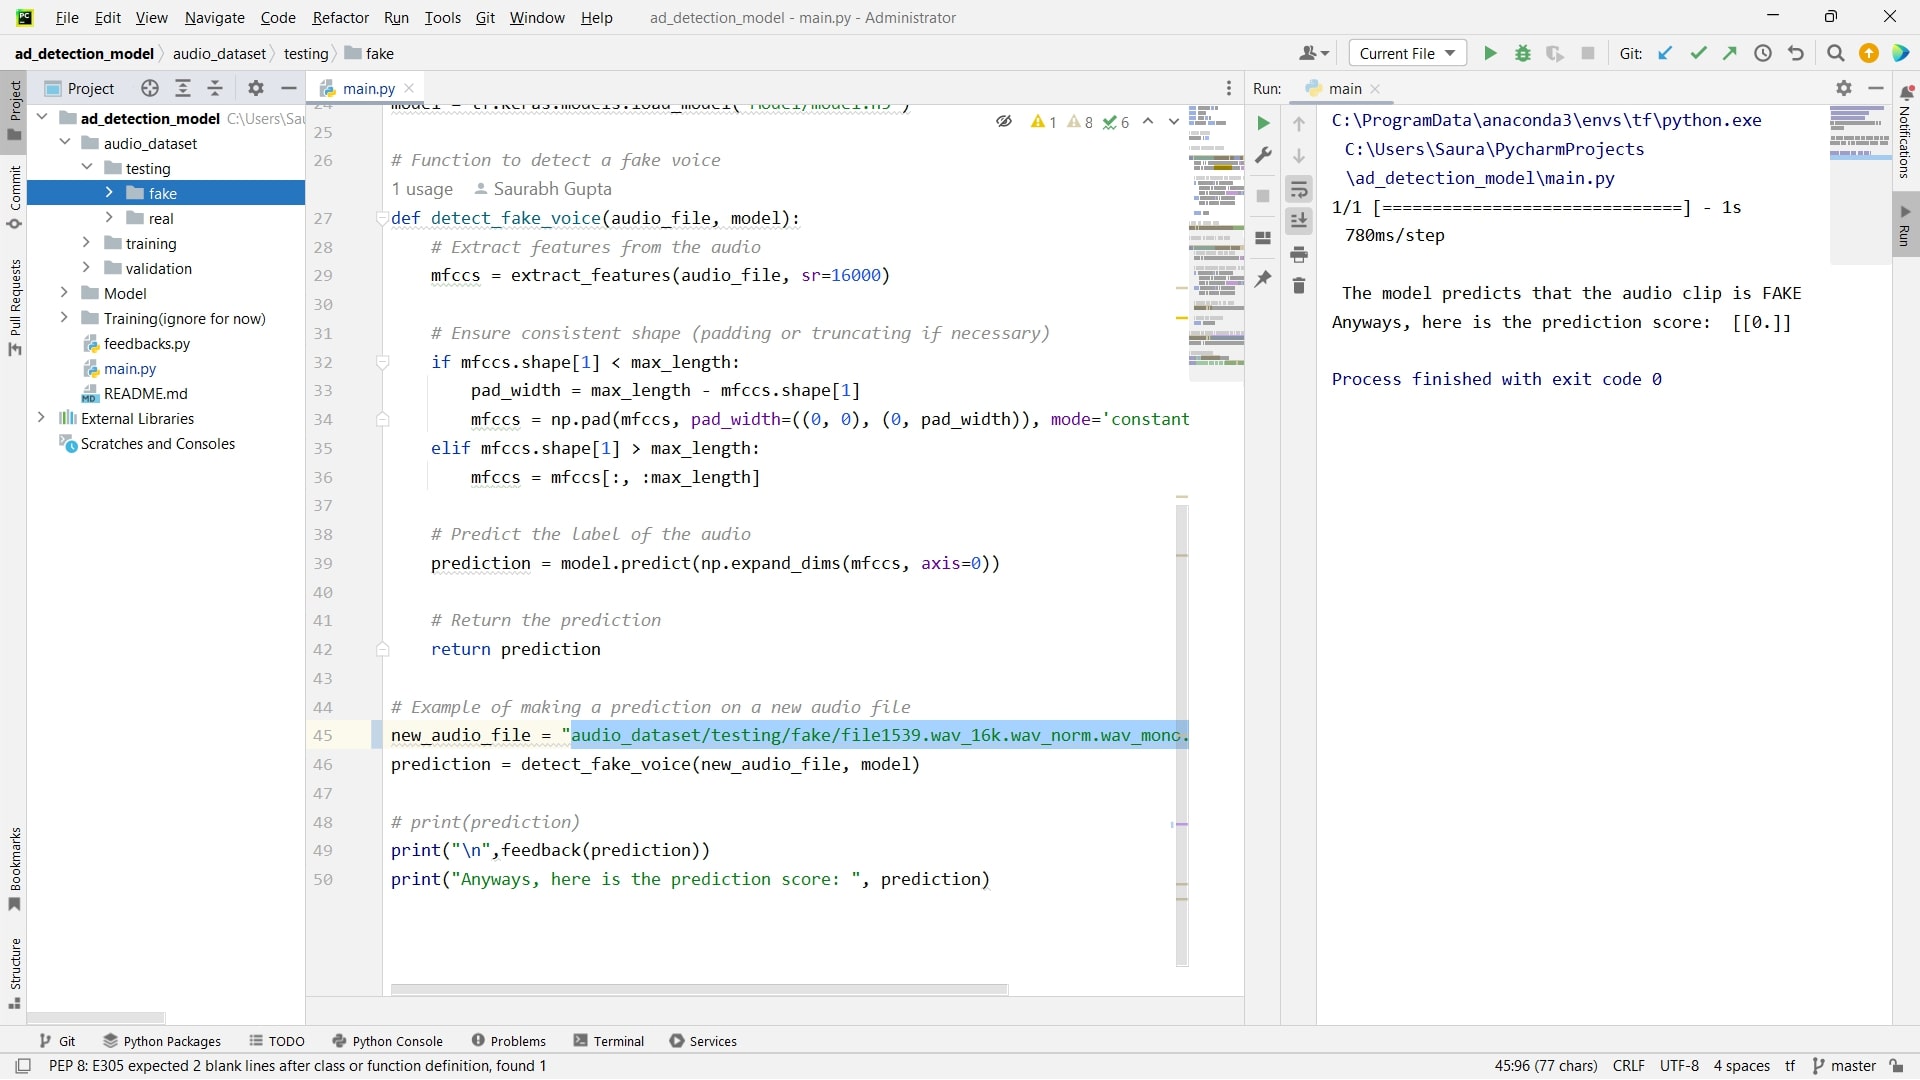 File Edit View Navigate Code Refactor Run Tools Git Window Help ad_detection_model - main.py - Administrator
ad_detection_model audio_dataset testing fake Current File Git:
Project main.py Run: main
ad_detection_model C:\Users\Sau
audio_dataset
testing
fake
real
training
validation
Model
Training(ignore for now)
feedbacks.py
main.py
README.md
External Libraries
Scratches and Consoles
Project
Commit
Pull Requests
Bookmarks
Structure
24 model = tf.keras.models.load_model("Model/model.h5")
1 8 6
25
26 # Function to detect a fake voice
1 usage Saurabh Gupta
27 def detect_fake_voice(audio_file, model):
28 # Extract features from the audio
29 mfccs = extract_features(audio_file, sr=16000)
30
31 # Ensure consistent shape (padding or truncating if necessary)
32 if mfccs.shape[1] < max_length:
33 pad_width = max_length - mfccs.shape[1]
34 mfccs = np.pad(mfccs, pad_width=((0, 0), (0, pad_width)), mode='constant
35 elif mfccs.shape[1] > max_length:
36 mfccs = mfccs[:, :max_length]
37
38 # Predict the label of the audio
39 prediction = model.predict(np.expand_dims(mfccs, axis=0))
40
41 # Return the prediction
42 return prediction
43
44 # Example of making a prediction on a new audio file
45 new_audio_file = "audio_dataset/testing/fake/file1539.wav_16k.wav_norm.wav_mono.
46 prediction = detect_fake_voice(new_audio_file, model)
47
48 # print(prediction)
49 print("\n",feedback(prediction))
50 print("Anyways, here is the prediction score: ", prediction)
C:\ProgramData\anaconda3\envs\tf\python.exe
C:\Users\Saura\PycharmProjects
\ad_detection_model\main.py
1/1 [==============================] - 1s
780ms/step
The model predicts that the audio clip is FAKE
Anyways, here is the prediction score: [[0.]]
Process finished with exit code 0
Notifications
Run
Git Python Packages TODO Python Console Problems Terminal Services
PEP 8: E305 expected 2 blank lines after class or function definition, found 1 45:96 (77 chars) CRLF UTF-8 4 spaces tf master